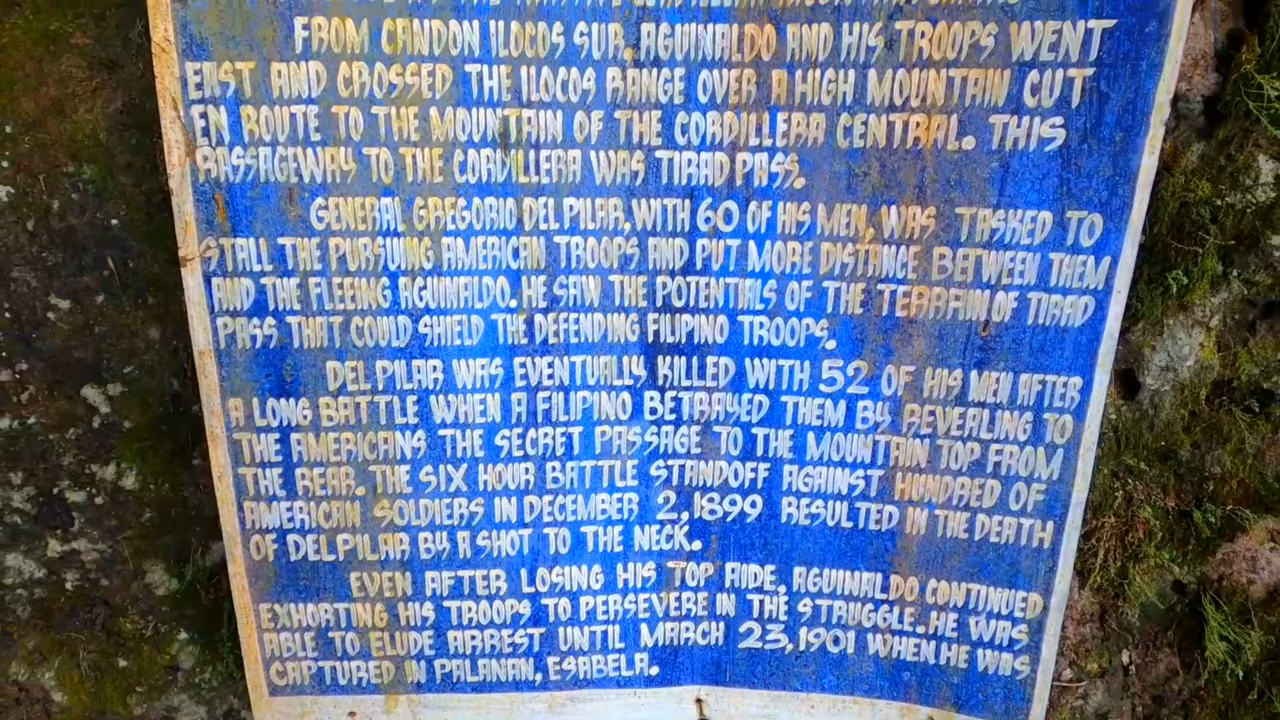 FROM CANDON ILOCOS SUR, AGUINALDO AND HIS TROOPS WENT
EAST AND CROSSED THE ILOCOS RANGE OVER A HIGH MOUNTAIN CUT
EN ROUTE TO THE MOUNTAIN OF THE CORDILLERA CENTRAL. THIS
PASSAGEWAY TO THE CORDILLERA WAS TIRAD PASS.
GENERAL GREGORIO DEL PILAR, WITH 60 OF HIS MEN, WAS TASKED TO
STALL THE PURSUING AMERICAN TROOPS AND PUT MORE DISTANCE BETWEEN THEM
AND THE FLEEING AGUINALDO. HE SAW THE POTENTIALS OF THE TERRAIN OF TIRAD
PASS THAT COULD SHIELD THE DEFENDING FILIPINO TROOPS.
DEL PILAR WAS EVENTUALLY KILLED WITH 52 OF HIS MEN AFTER
A LONG BATTLE WHEN A FILIPINO BETRAYED THEM BY REVEALING TO
THE AMERICANS THE SECRET PASSAGE TO THE MOUNTAIN TOP FROM
THE REAR. THE SIX HOUR BATTLE STANDOFF AGAINST HUNDRED OF
AMERICAN SOLDIERS IN DECEMBER 2, 1899 RESULTED IN THE DEATH
OF DEL PILAR BY A SHOT TO THE NECK.
EVEN AFTER LOSING HIS TOP AIDE, AGUINALDO CONTINUED
EXHORTING HIS TROOPS TO PERSEVERE IN THE STRUGGLE. HE WAS
ABLE TO ELUDE ARREST UNTIL MARCH 23, 1901 WHEN HE WAS
CAPTURED IN PALANAN, ESABELA.